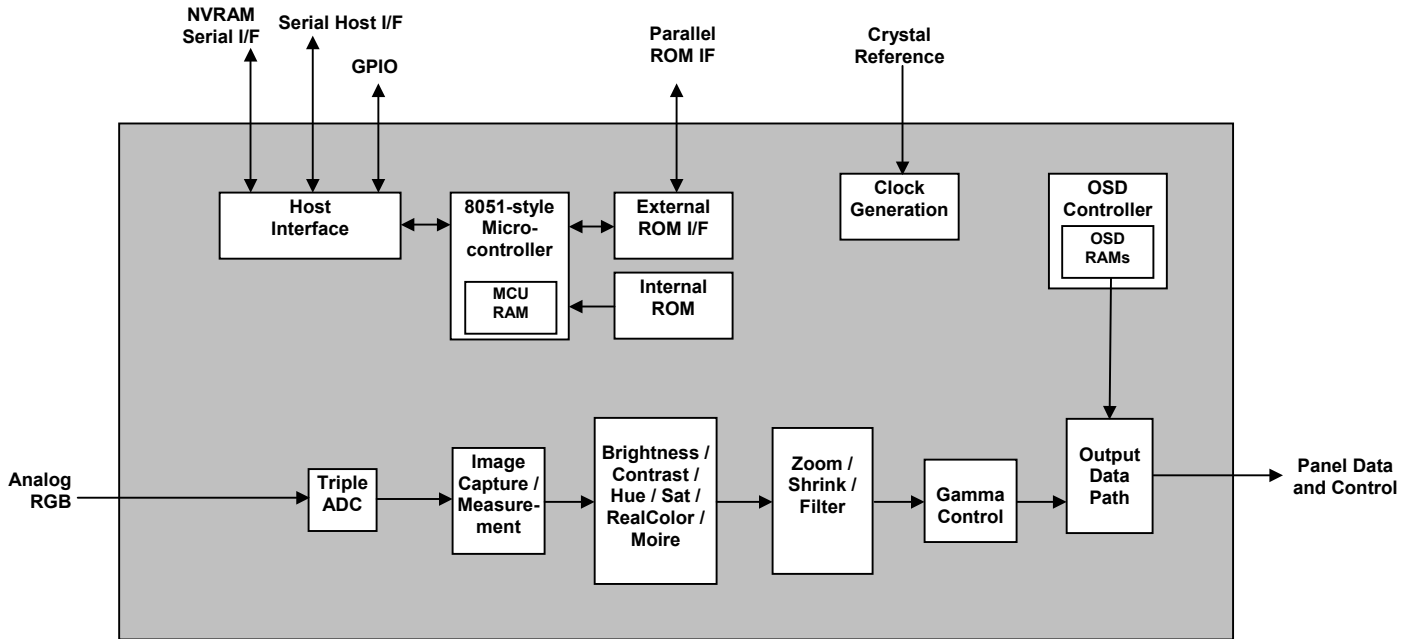 NVRAM
Serial I/F
Serial Host I/F
GPIO
Parallel
ROM IF
Crystal
Reference
Host
Interface
8051-style
Micro-
controller
MCU
RAM
External
ROM I/F
Internal
ROM
Clock
Generation
OSD
Controller
OSD
RAMs
Analog
RGB
Triple
ADC
Image
Capture /
Measure-
ment
Brightness /
Contrast /
Hue / Sat /
RealColor /
Moire
Zoom /
Shrink /
Filter
Gamma
Control
Output
Data
Path
Panel Data
and Control